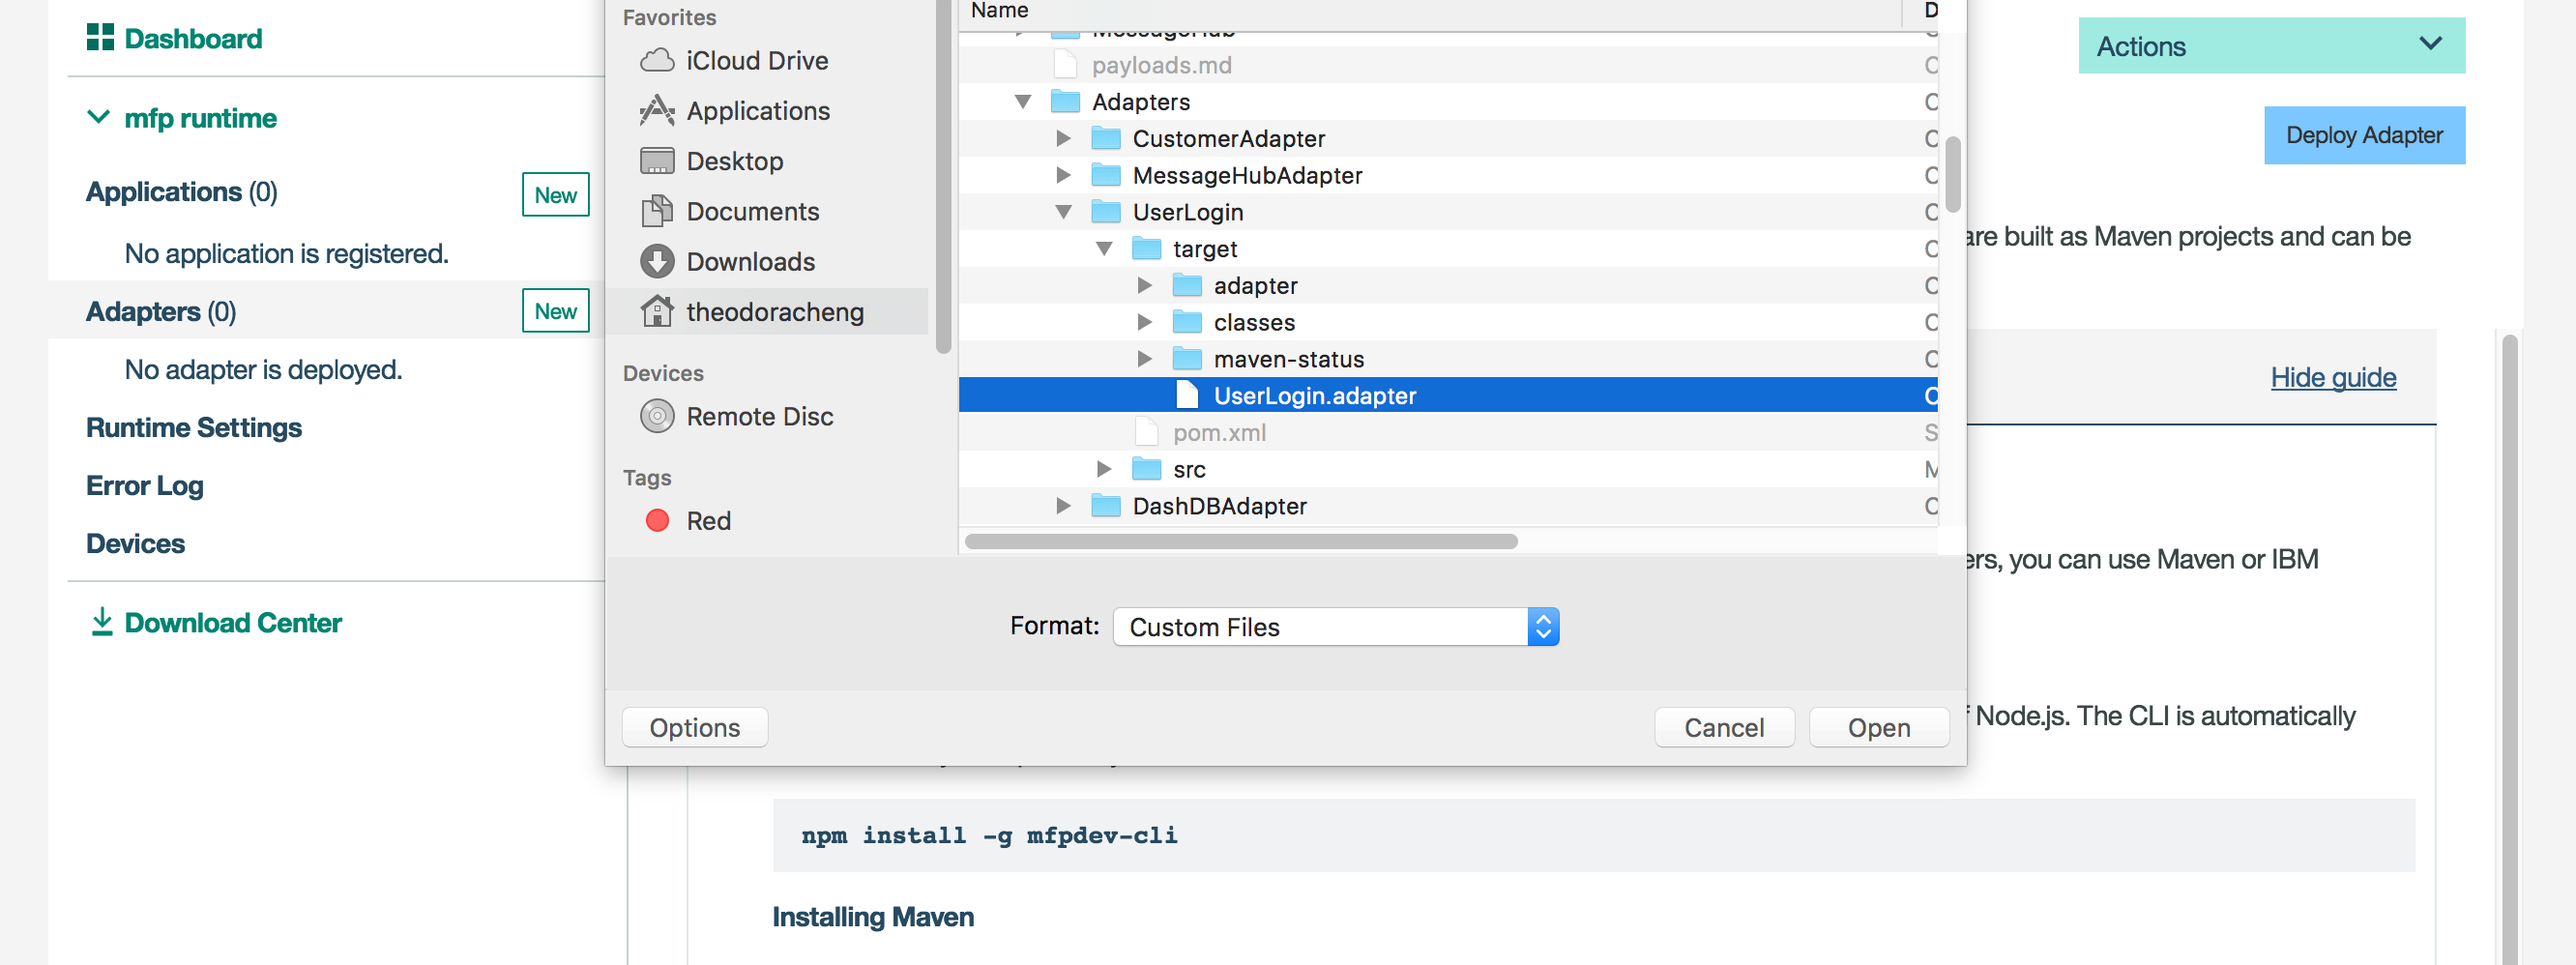 Dashboard
mfp runtime
Applications (0)
New
No application is registered.
Adapters (0)
New
No adapter is deployed.
Runtime Settings
Error Log
Devices
Download Center
Favorites
iCloud Drive
Applications
Desktop
Documents
Downloads
theodoracheng
Devices
Remote Disc
Tags
Red
Name
D
MessageHub
payloads.md
Adapters
CustomerAdapter
MessageHubAdapter
UserLogin
target
adapter
classes
maven-status
UserLogin.adapter
pom.xml
src
DashDBAdapter
Format: Custom Files
Options
Cancel
Open
Actions
Deploy Adapter
are built as Maven projects and can be
Hide guide
ers, you can use Maven or IBM
Node.js. The CLI is automatically
npm install -g mfpdev-cli
Installing Maven